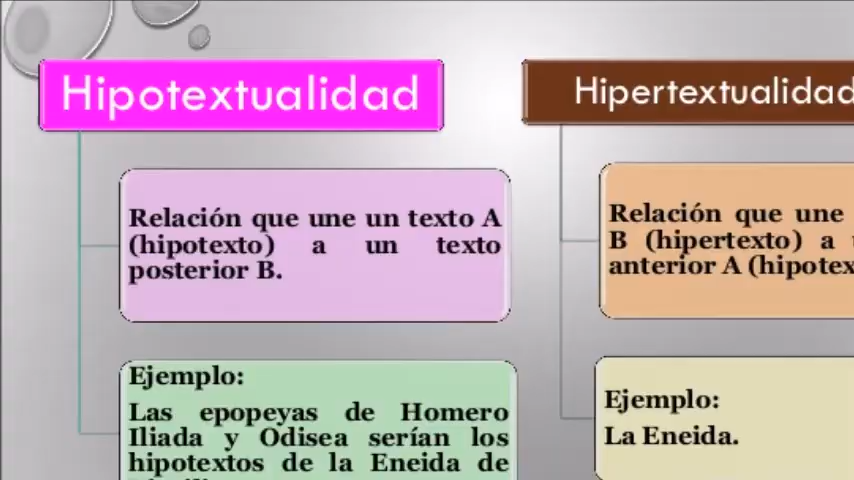 Hipotextualidad
Relación que une un texto A
(hipotexto) a un texto
posterior B.
Ejemplo:
Las epopeyas de Homero
Iliada y Odisea serían los
hipotextos de la Eneida de
Hipertextualidad
Relación que une
B (hipertexto) a
anterior A (hipotex
Ejemplo:
La Eneida.